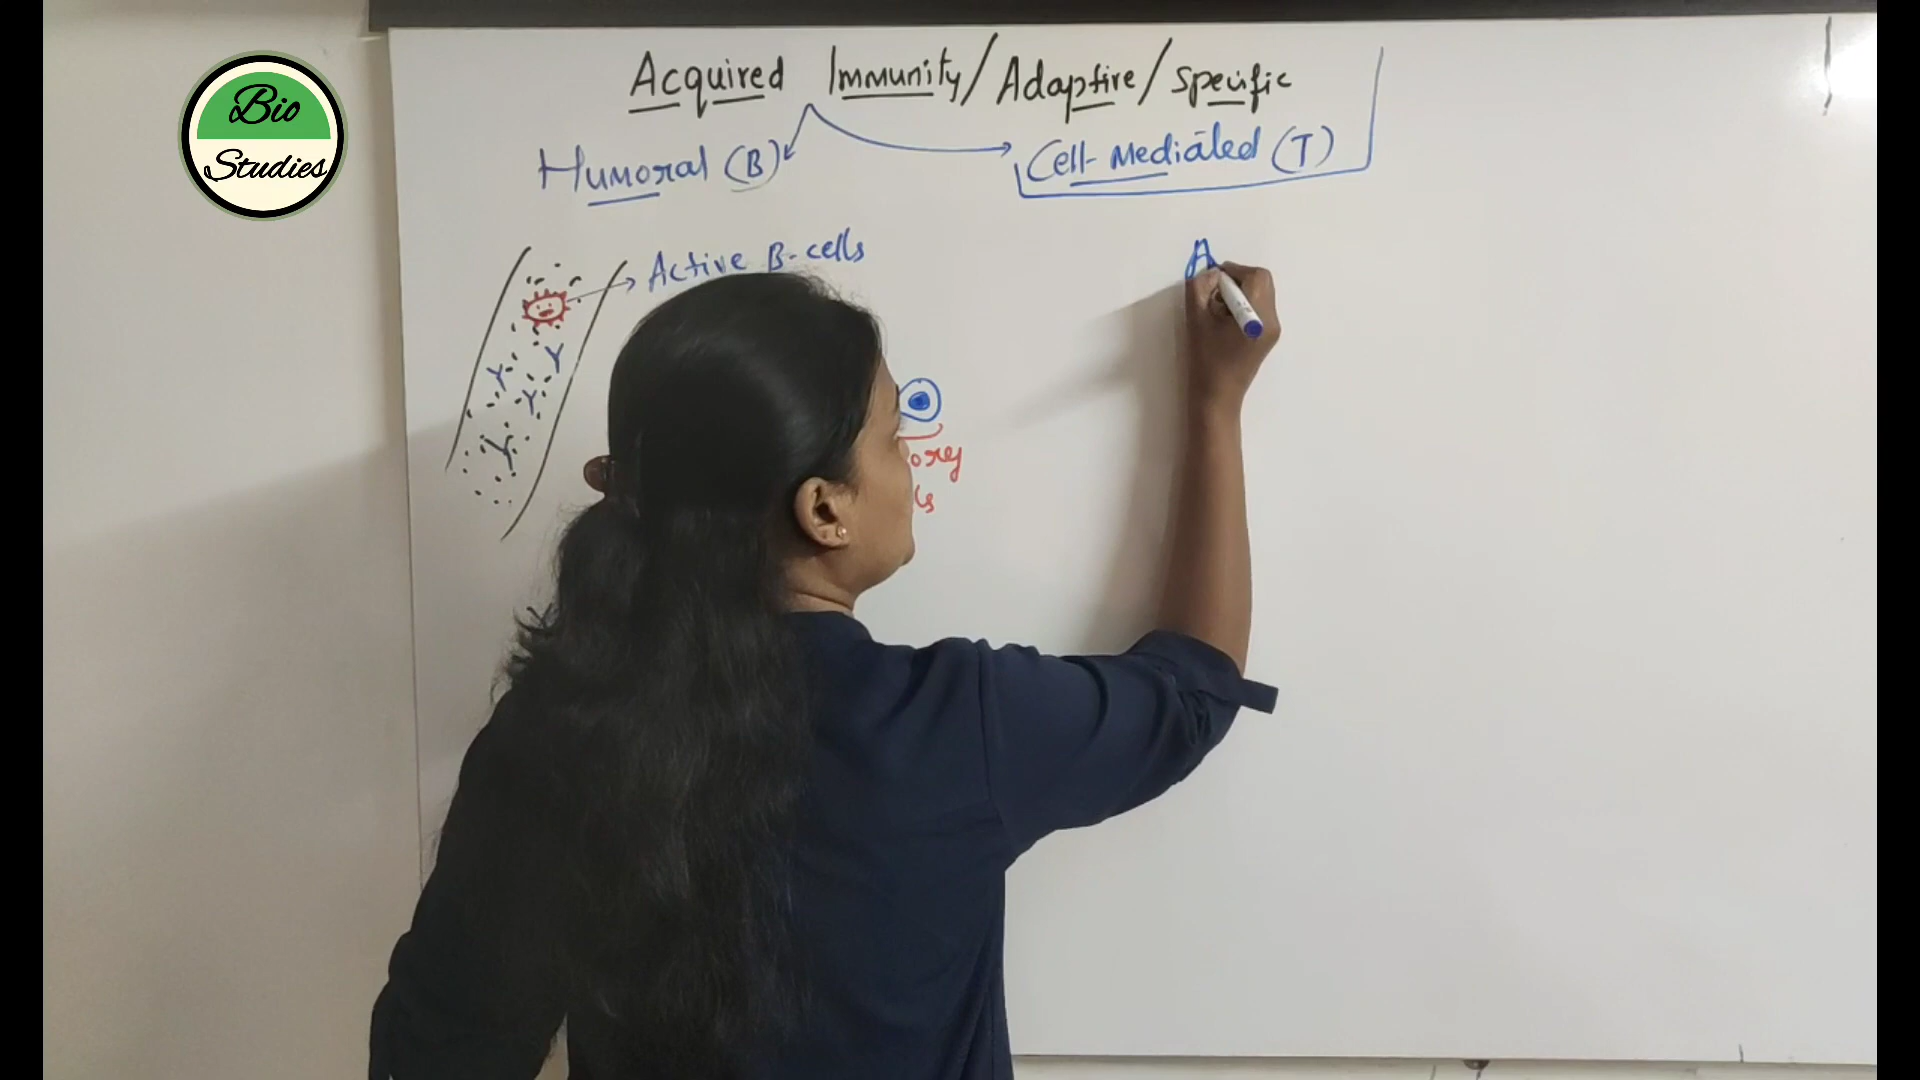 Bio
Studies
Acquired Immunity/Adaptive/Specific
Humoral (B)
Cell-Mediated (T)
Active B-cells
A